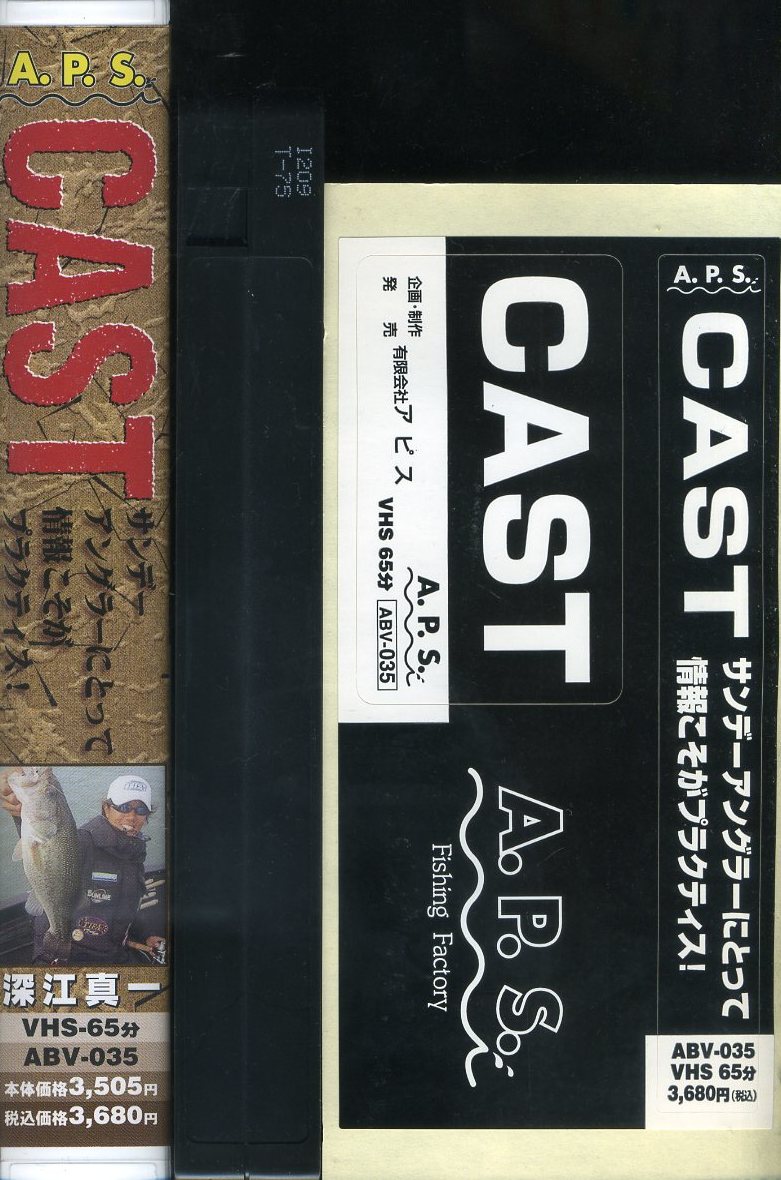 A. P. S.
CAST
サンデー
アングラーにとって
情報こそが
プラクティス!
深江真一
VHS-65分
ABV-035
本体価格3,505円
税込価格3,680円
I209
T-75
企画・制作
発 売 有限会社アピス
VHS 65分 ABV-035
A. P. S.
CAST
A. P. S.
Fishing Factory
A. P. S.
CAST
サンデーアングラーにとって
情報こそがプラクティス!
ABV-035
VHS 65分
3,680円(税込)